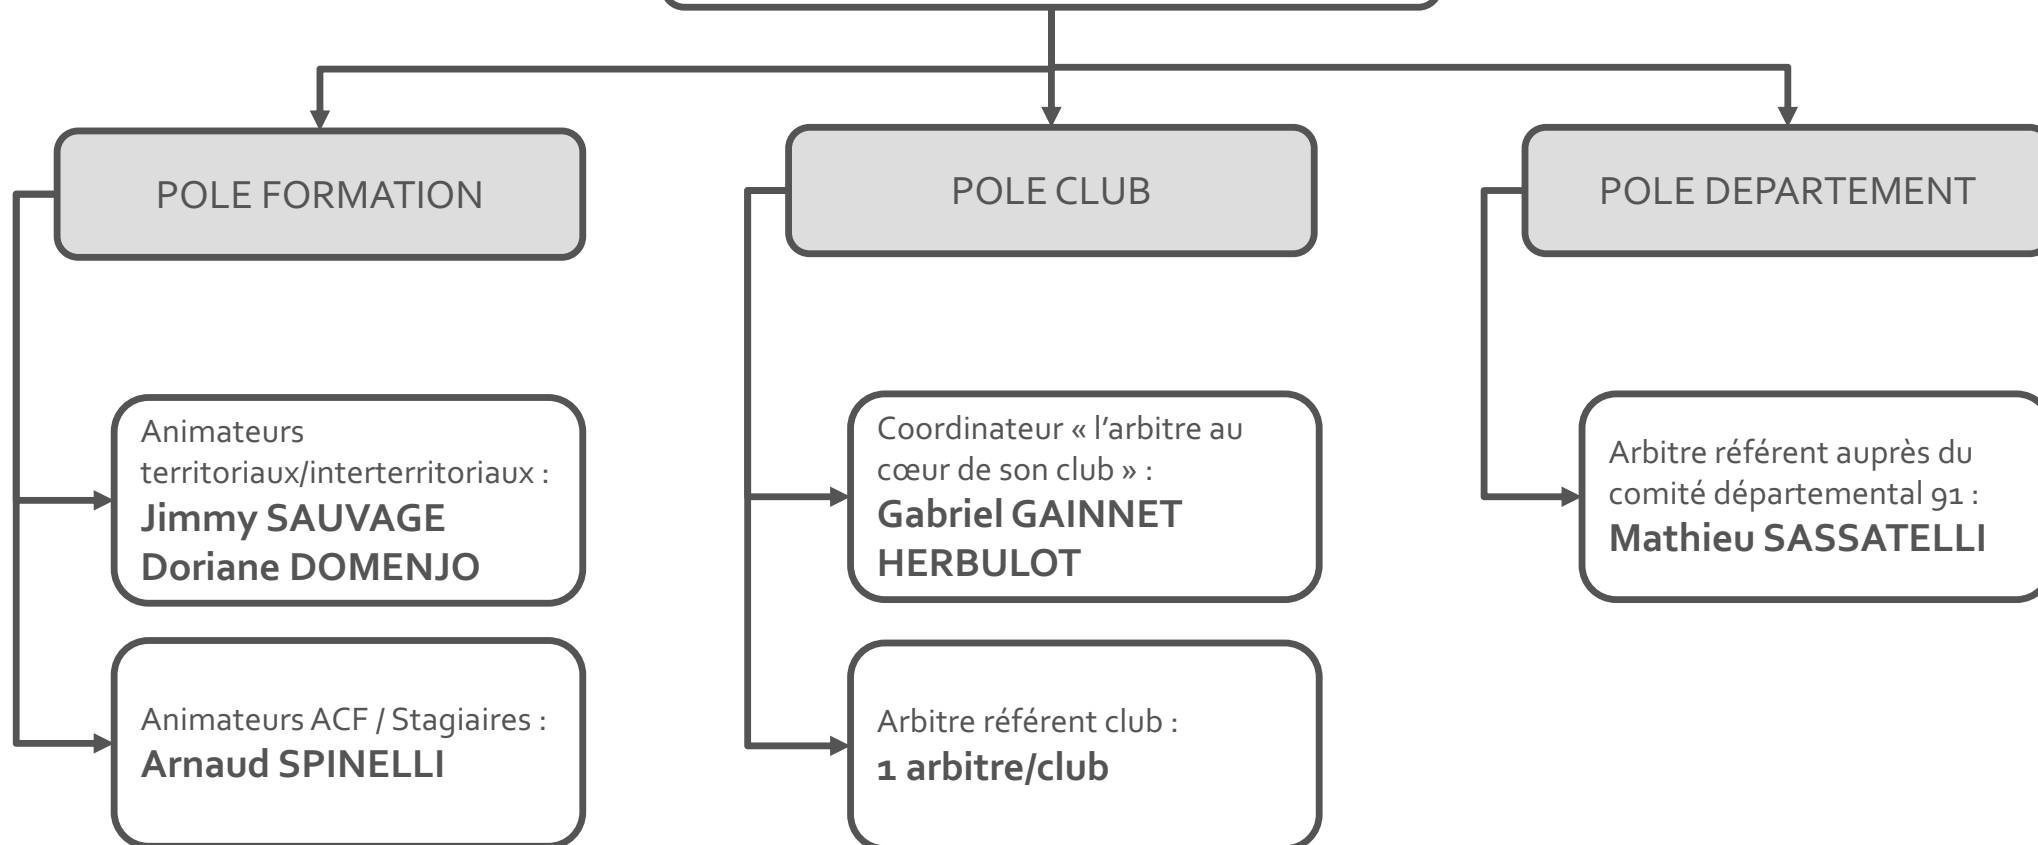 POLE FORMATION
POLE CLUB
POLE DEPARTEMENT
Animateurs
territoriaux/interterritoriaux :
Jimmy SAUVAGE
Doriane DOMENJO
Coordinateur « l’arbitre au
cœur de son club » :
Gabriel GAINNET
HERBULOT
Arbitre référent auprès du
comité départemental 91 :
Mathieu SASSATELLI
Animateurs ACF / Stagiaires :
Arnaud SPINELLI
Arbitre référent club :
1 arbitre/club